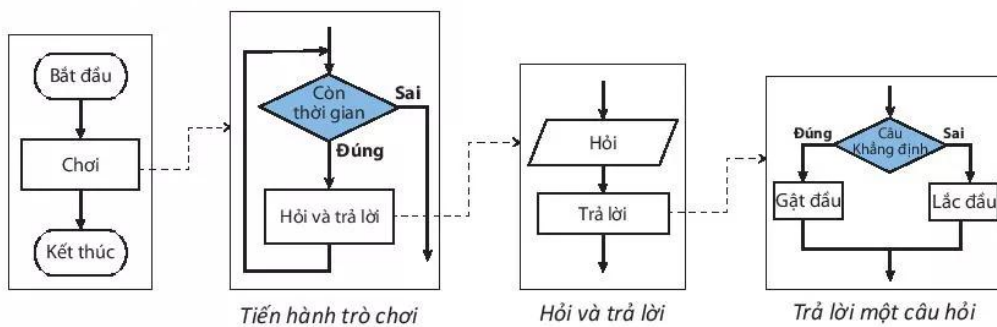 Bắt đầu
Chơi
Kết thúc
Còn
thời gian
Sai
Đúng
Hỏi và trả lời
Tiến hành trò chơi
Hỏi
Trả lời
Hỏi và trả lời
Đúng
Câu
Khẳng định
Sai
Gật đầu
Lắc đầu
Trả lời một câu hỏi